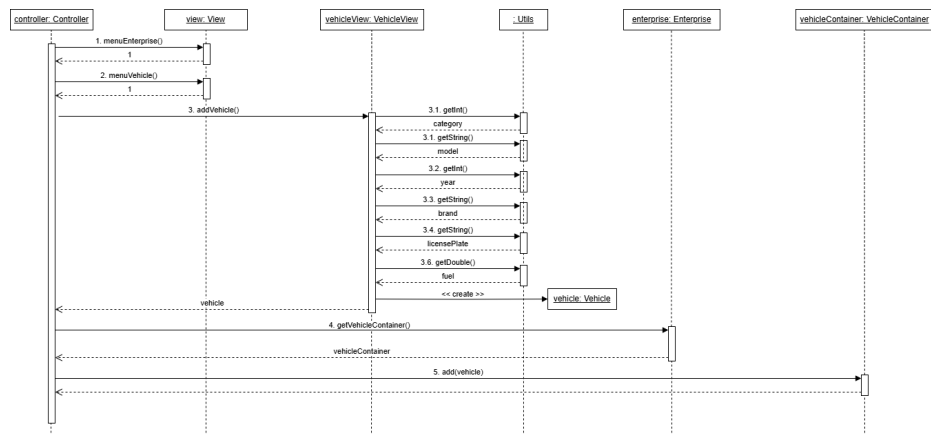 controller: Controller
view: View
vehicleView: VehicleView
: Utils
enterprise: Enterprise
vehicleContainer: VehicleContainer
1. menuEnterprise()
1
2. menuVehicle()
1
3. addVehicle()
3.1. getInt()
category
3.1. getString()
model
3.2. getInt()
year
3.3. getString()
brand
3.4. getString()
licensePlate
3.6. getDouble()
fuel
<< create >>
vehicle: Vehicle
vehicle
4. getVehicleContainer()
vehicleContainer
5. add(vehicle)